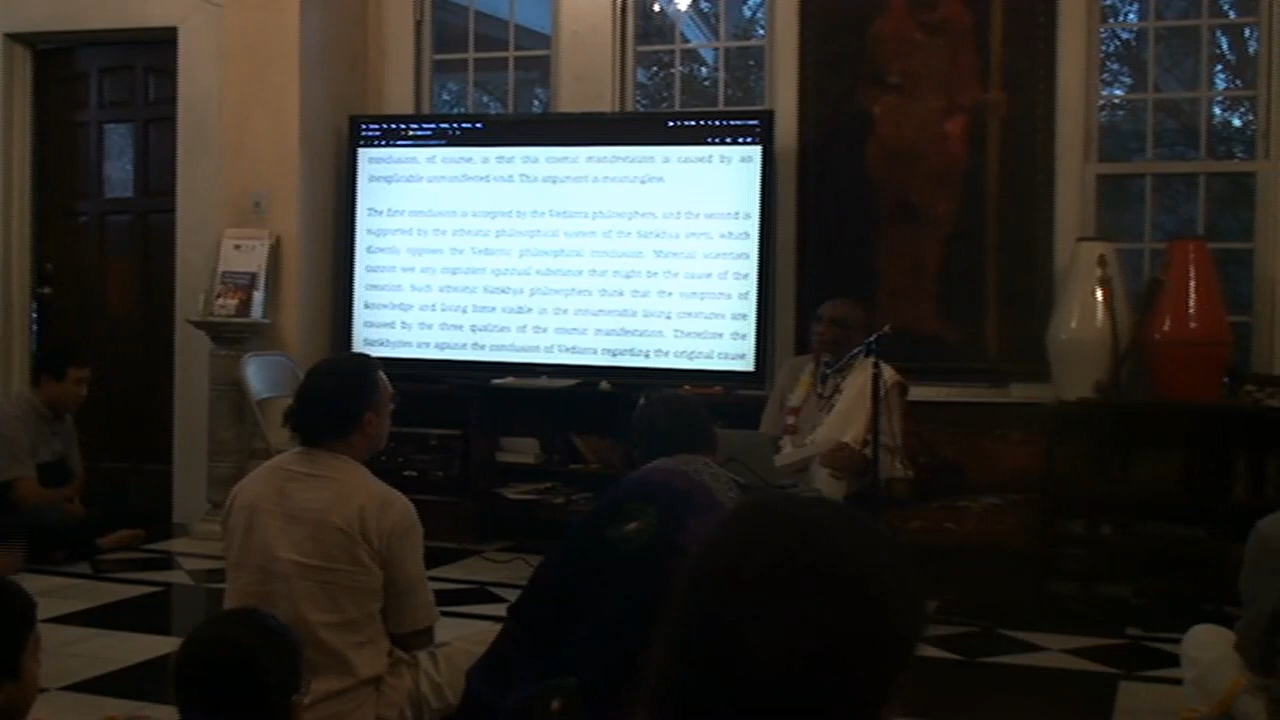 conclusion, of course, is that this cosmic manifestation is caused by an
inexplicable unmanifested void. This argument is meaningless.
The first conclusion is accepted by the Vedānta philosophers, and the second is
supported by the atheistic philosophical system of the Sāṅkhya smṛti, which
directly opposes the Vedāntic philosophical conclusion. Material scientists
cannot see any cognizant spiritual substance that might be the cause of the
creation. Such atheistic Sāṅkhya philosophers think that the symptoms of
knowledge and living force visible in the innumerable living creatures are
caused by the three qualities of the cosmic manifestation. Therefore the
Sāṅkhyites are against the conclusion of Vedānta regarding the original cause